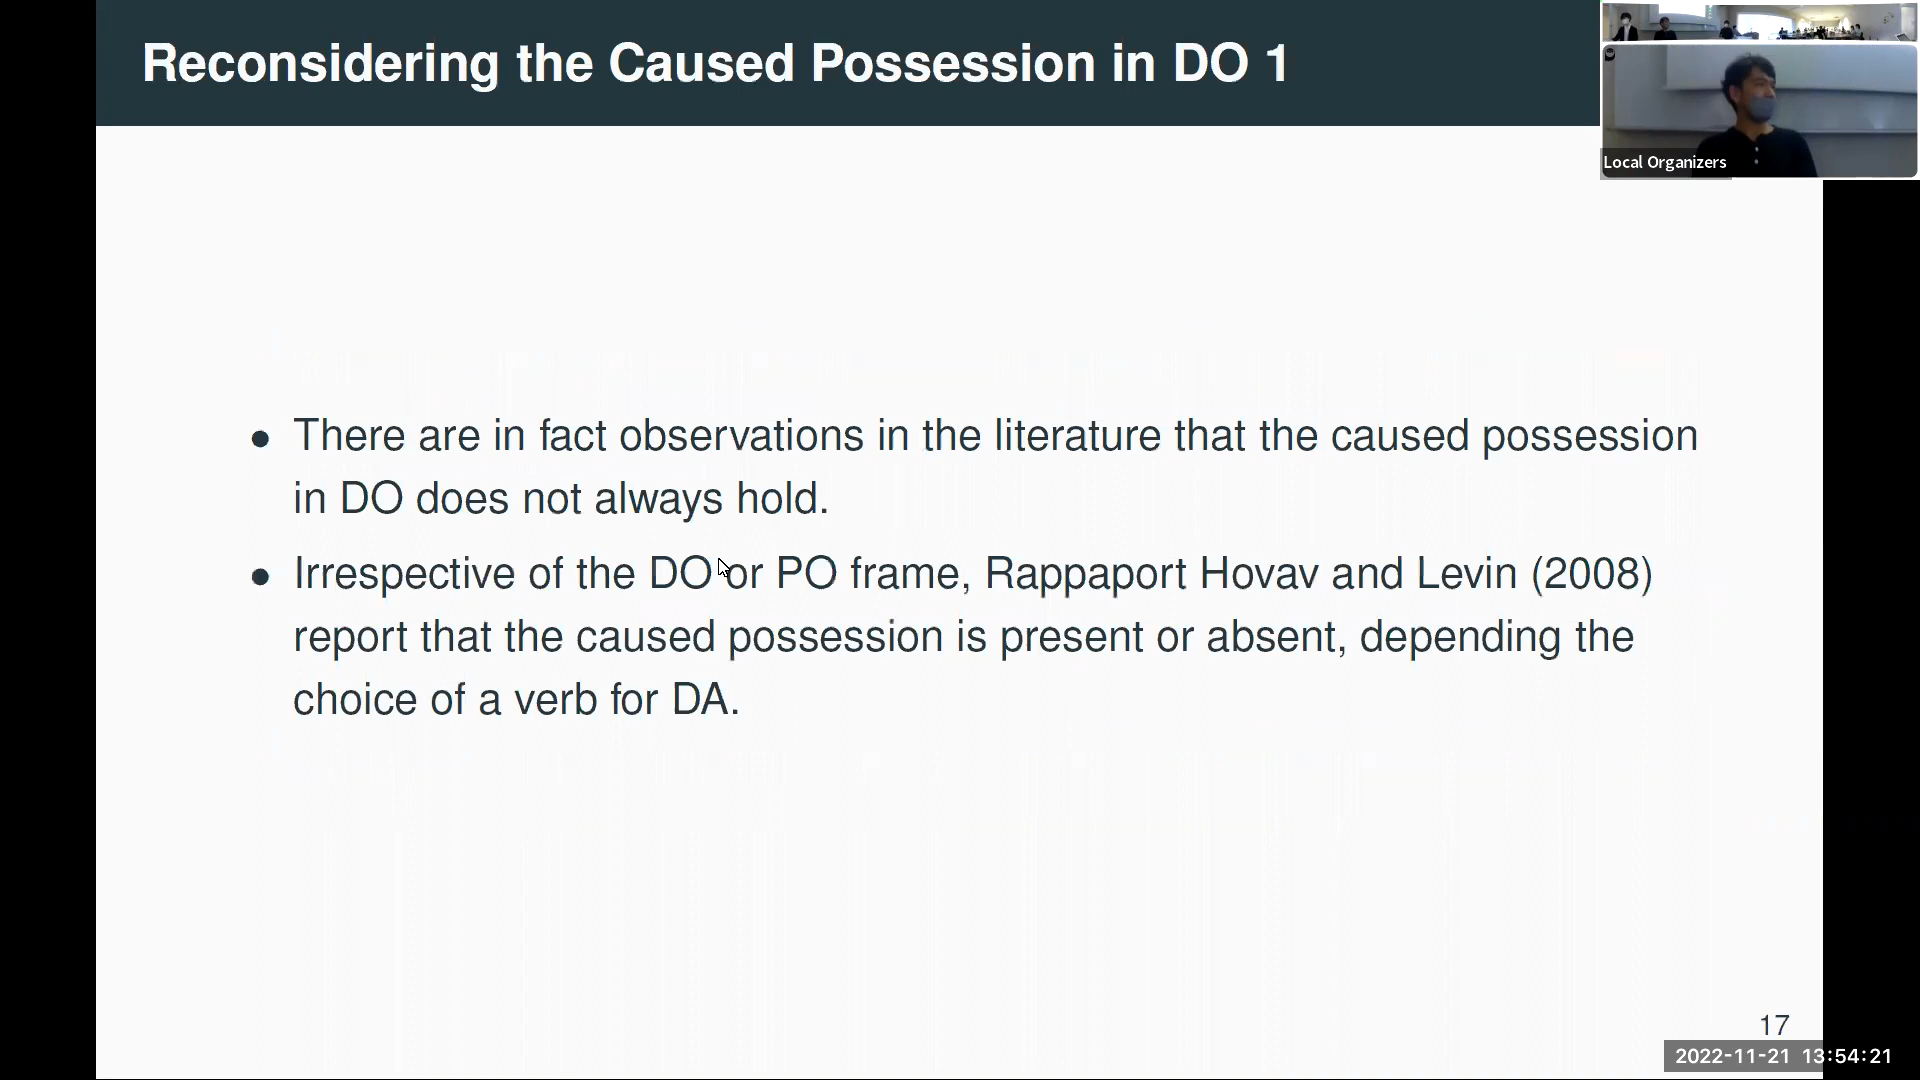 Reconsidering the Caused Possession in DO 1
Local Organizers
● There are in fact observations in the literature that the caused possession
in DO does not always hold.
● Irrespective of the DO or PO frame, Rappaport Hovav and Levin (2008)
report that the caused possession is present or absent, depending the
choice of a verb for DA.
17
2022-11-21 13:54:21